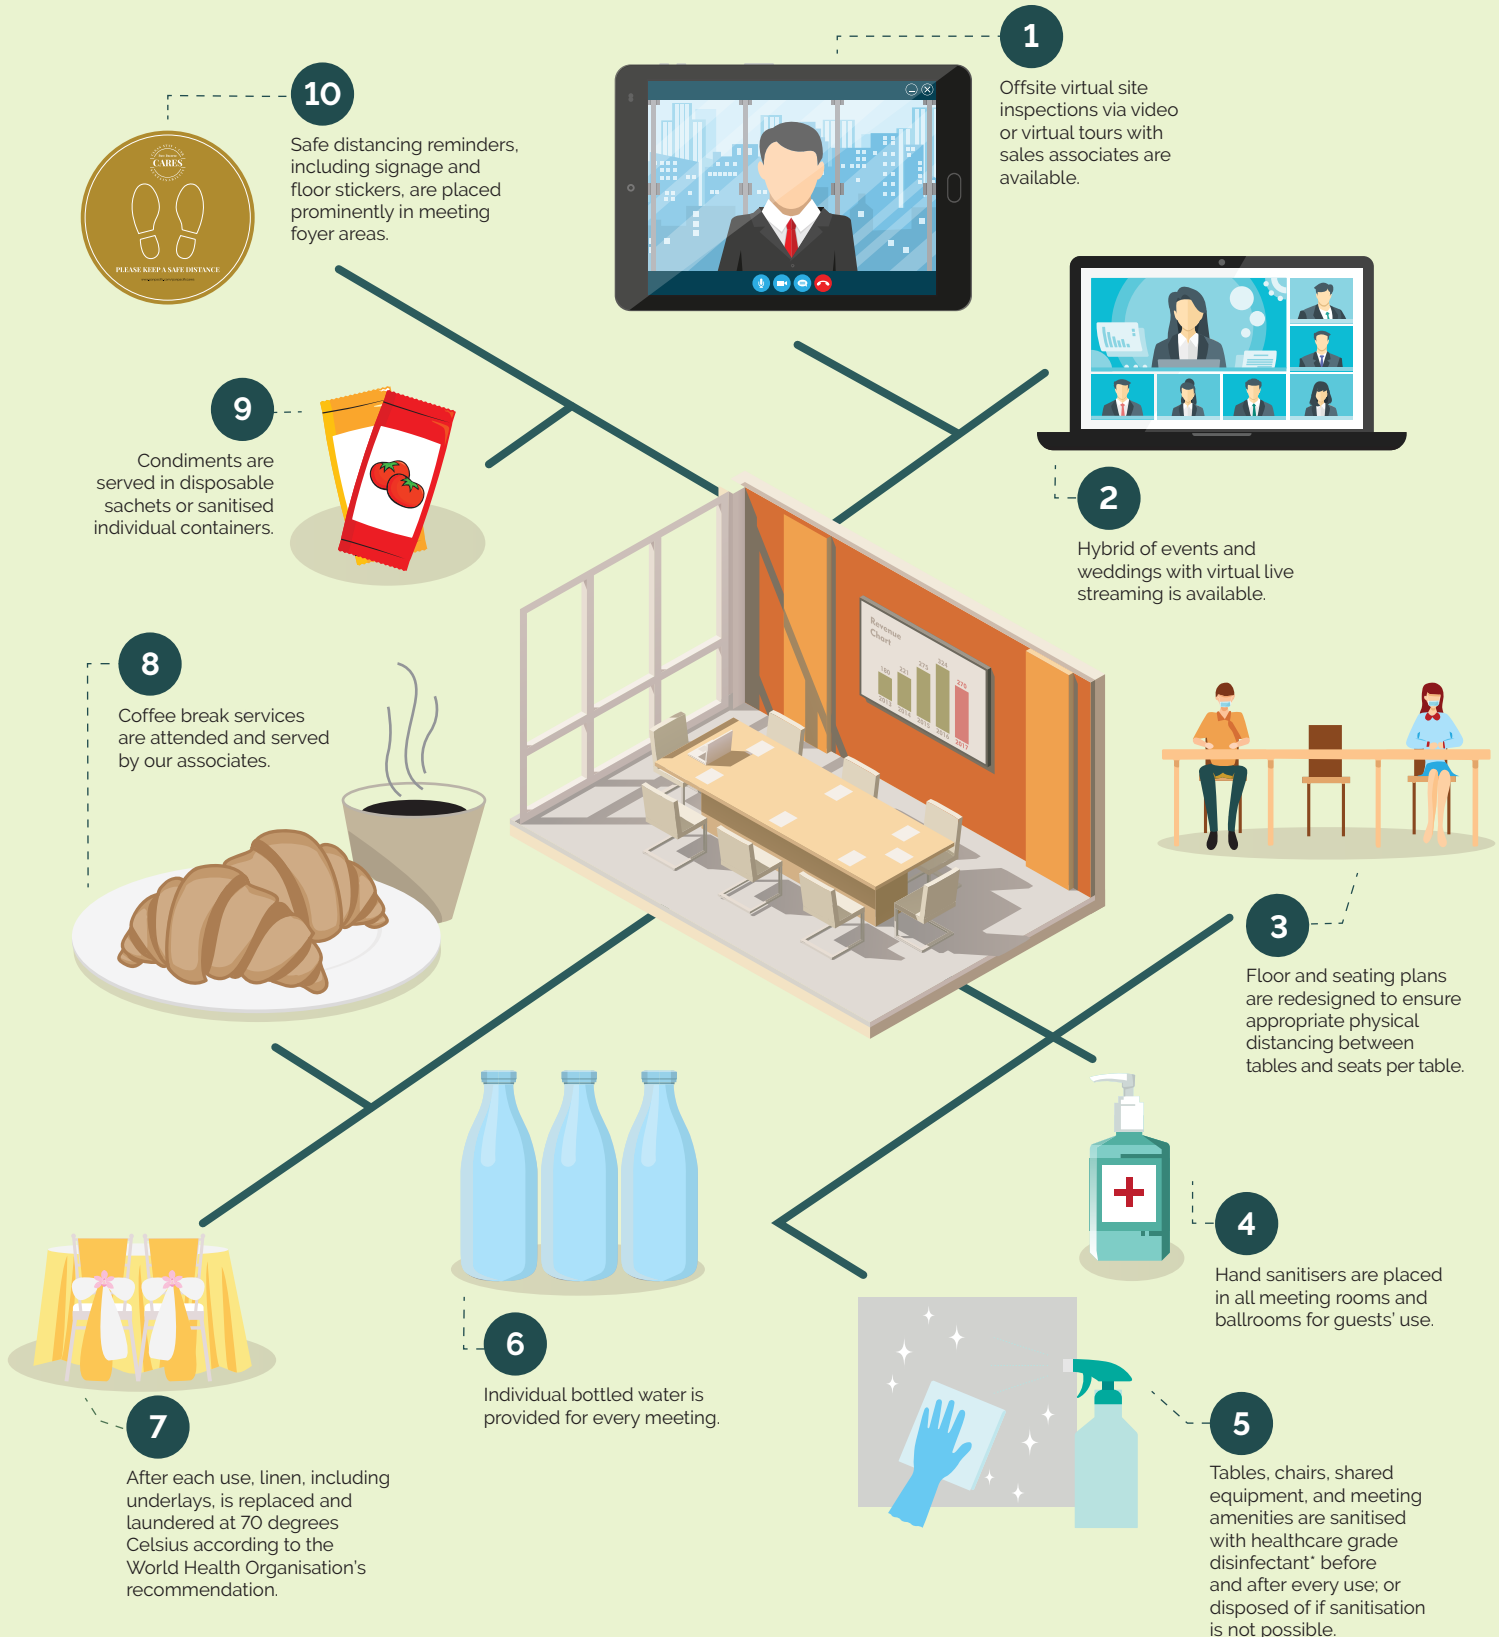 1
Offsite virtual site
inspections via video
or virtual tours with
sales associates are
available.
2
Hybrid of events and
weddings with virtual live
streaming is available.
3
Floor and seating plans
are redesigned to ensure
appropriate physical
distancing between
tables and seats per table.
4
Hand sanitisers are placed
in all meeting rooms and
ballrooms for guests' use.
5
Tables, chairs, shared
equipment, and meeting
amenities are sanitised
with healthcare grade
disinfectant* before
and after every use; or
disposed of if sanitisation
is not possible.
6
Individual bottled water is
provided for every meeting.
7
After each use, linen, including
underlays, is replaced and
laundered at 70 degrees
Celsius according to the
World Health Organisation's
recommendation.
8
Coffee break services
are attended and served
by our associates.
9
Condiments are
served in disposable
sachets or sanitised
individual containers.
10
Safe distancing reminders,
including signage and
floor stickers, are placed
prominently in meeting
foyer areas.
CARES
PLEASE KEEP A SAFE DISTANCE
Revenue
Chart
2013 2014 2015 2016 2017